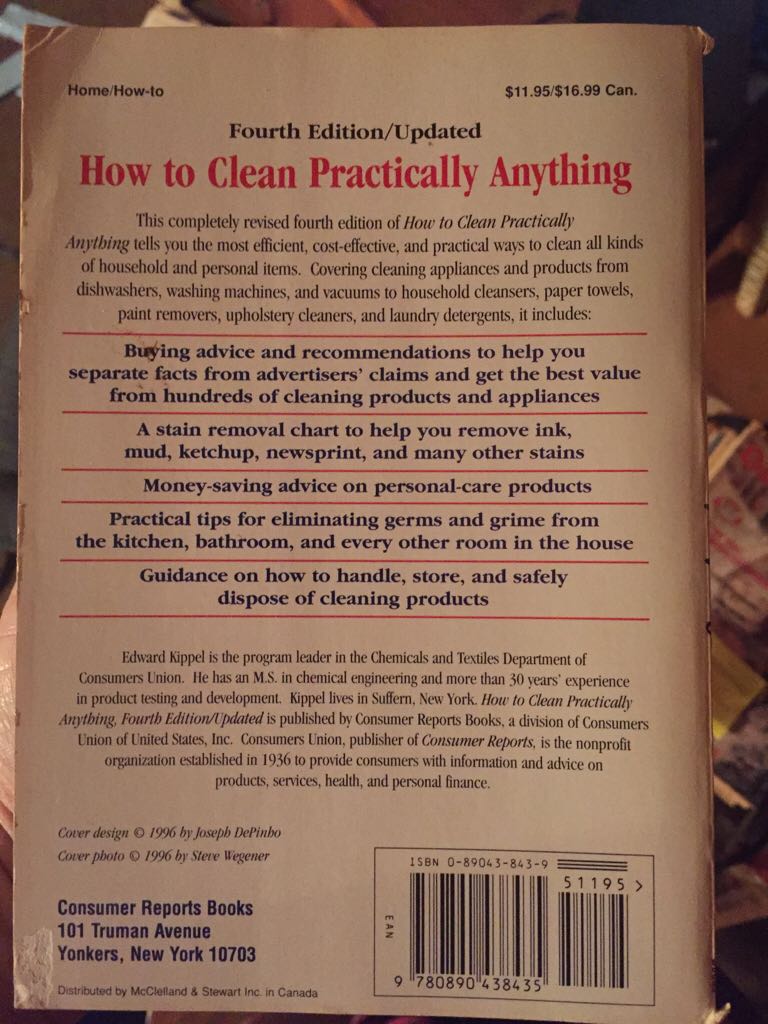 Home/How-to
$11.95/$16.99 Can.
Fourth Edition/Updated
How to Clean Practically Anything
This completely revised fourth edition of How to Clean Practically
Anything tells you the most efficient, cost-effective, and practical ways to clean all kinds
of household and personal items. Covering cleaning appliances and products from
dishwashers, washing machines, and vacuums to household cleansers, paper towels,
paint removers, upholstery cleaners, and laundry detergents, it includes:
Buying advice and recommendations to help you
separate facts from advertisers' claims and get the best value
from hundreds of cleaning products and appliances
A stain removal chart to help you remove ink,
mud, ketchup, newsprint, and many other stains
Money-saving advice on personal-care products
Practical tips for eliminating germs and grime from
the kitchen, bathroom, and every other room in the house
Guidance on how to handle, store, and safely
dispose of cleaning products
Edward Kippel is the program leader in the Chemicals and Textiles Department of
Consumers Union. He has an M.S. in chemical engineering and more than 30 years' experience
in product testing and development. Kippel lives in Suffern, New York. How to Clean Practically
Anything, Fourth Edition/Updated is published by Consumer Reports Books, a division of Consumers
Union of United States, Inc. Consumers Union, publisher of Consumer Reports, is the nonprofit
organization established in 1936 to provide consumers with information and advice on
products, services, health, and personal finance.
Cover design © 1996 by Joseph DePinho
Cover photo © 1996 by Steve Wegener
Consumer Reports Books
101 Truman Avenue
Yonkers, New York 10703
Distributed by McClelland & Stewart Inc. in Canada
ISBN 0-89043-843-9
51195 >
EAN
9 780890 438435